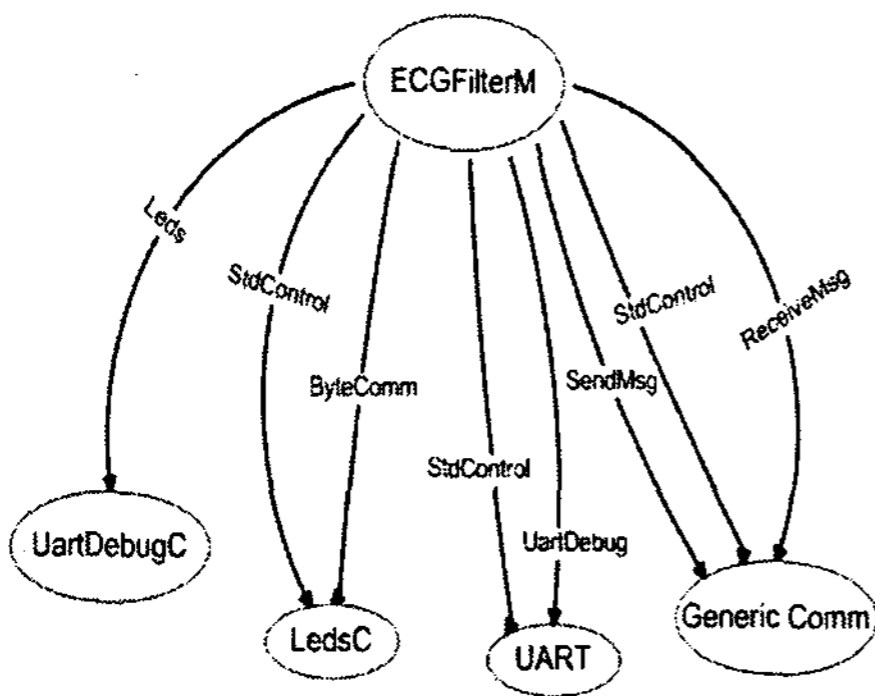 ECGFilterM
Leds
StdControl
StdControl
ReceiveMsg
ByteComm
SendMsg
StdControl
UartDebug
UartDebugC
LedsC
UART
Generic Comm